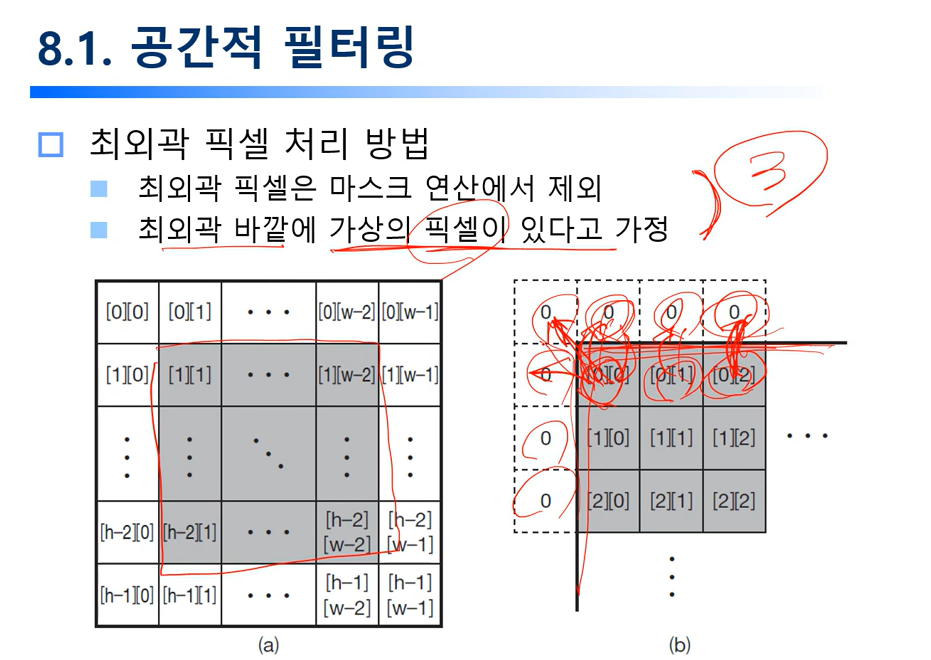 8.1. 공간적 필터링
최외곽 픽셀 처리 방법
최외곽 픽셀은 마스크 연산에서 제외
최외곽 바깥에 가상의 픽셀이 있다고 가정
3
[0][0] [0][1] • • • [0][w−2] [0][w−1]
[1][0] [1][1] • • • [1][w−2] [1][w−1]
[h−2][0] [h−2][1] • • • [h−2][w−2] [h−2][w−1]
[h−1][0] [h−1][1] • • • [h−1][w−2] [h−1][w−1]
(a)
0 0 0 0
0 [0][0] [0][1] [0][2]
0 [1][0] [1][1] [1][2] • • •
0 [2][0] [2][1] [2][2]
(b)